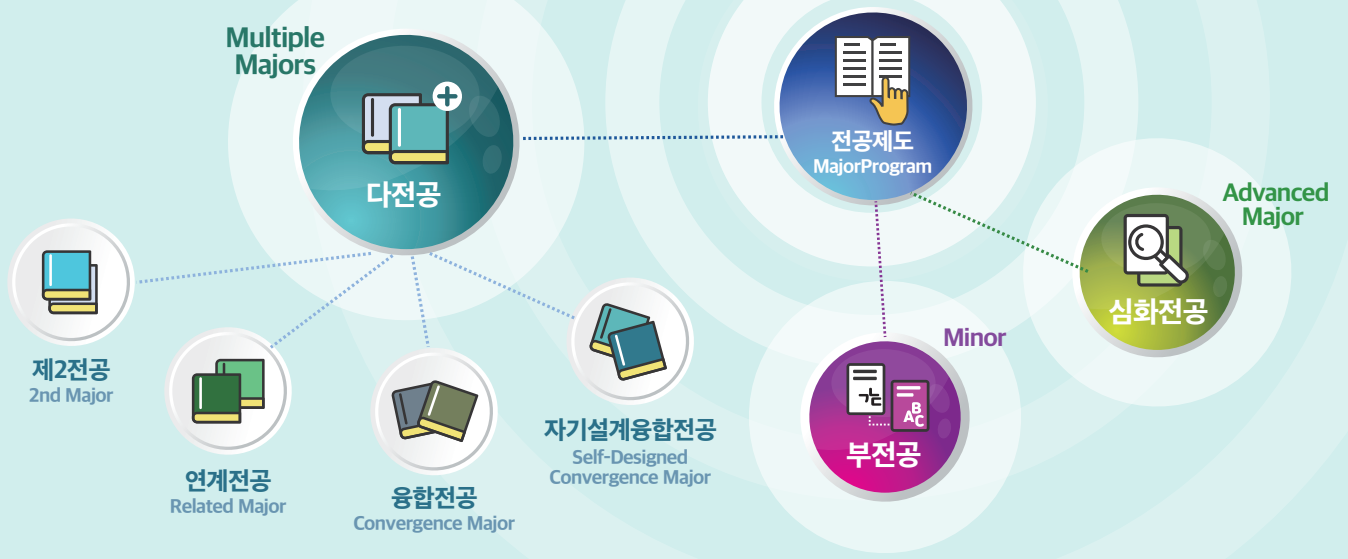 Multiple
Majors
다전공
전공제도
MajorProgram
Advanced
Major
심화전공
Minor
가나
A B C
부전공
제2전공
2nd Major
연계전공
Related Major
융합전공
Convergence Major
자기설계융합전공
Self-Designed
Convergence Major